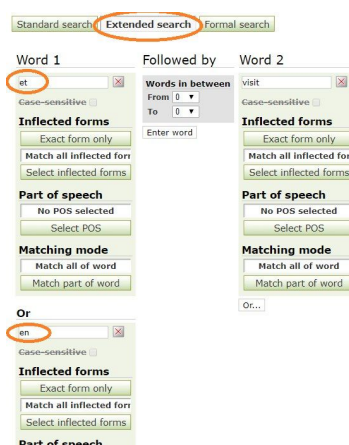 Standard search Extended search Formal search
Word 1 Followed by Word 2
et Words in between visit
Case-sensitive From 0 Case-sensitive
Inflected forms To 0 Inflected forms
Exact form only Enter word Exact form only
Match all inflected forr Match all inflected for
Select inflected forms Select inflected forms
Part of speech Part of speech
No POS selected No POS selected
Select POS Select POS
Matching mode Matching mode
Match all of word Match all of word
Match part of word Match part of word
Or Or...
en
Case-sensitive
Inflected forms
Exact form only
Match all inflected forr
Select inflected forms
Part of speech